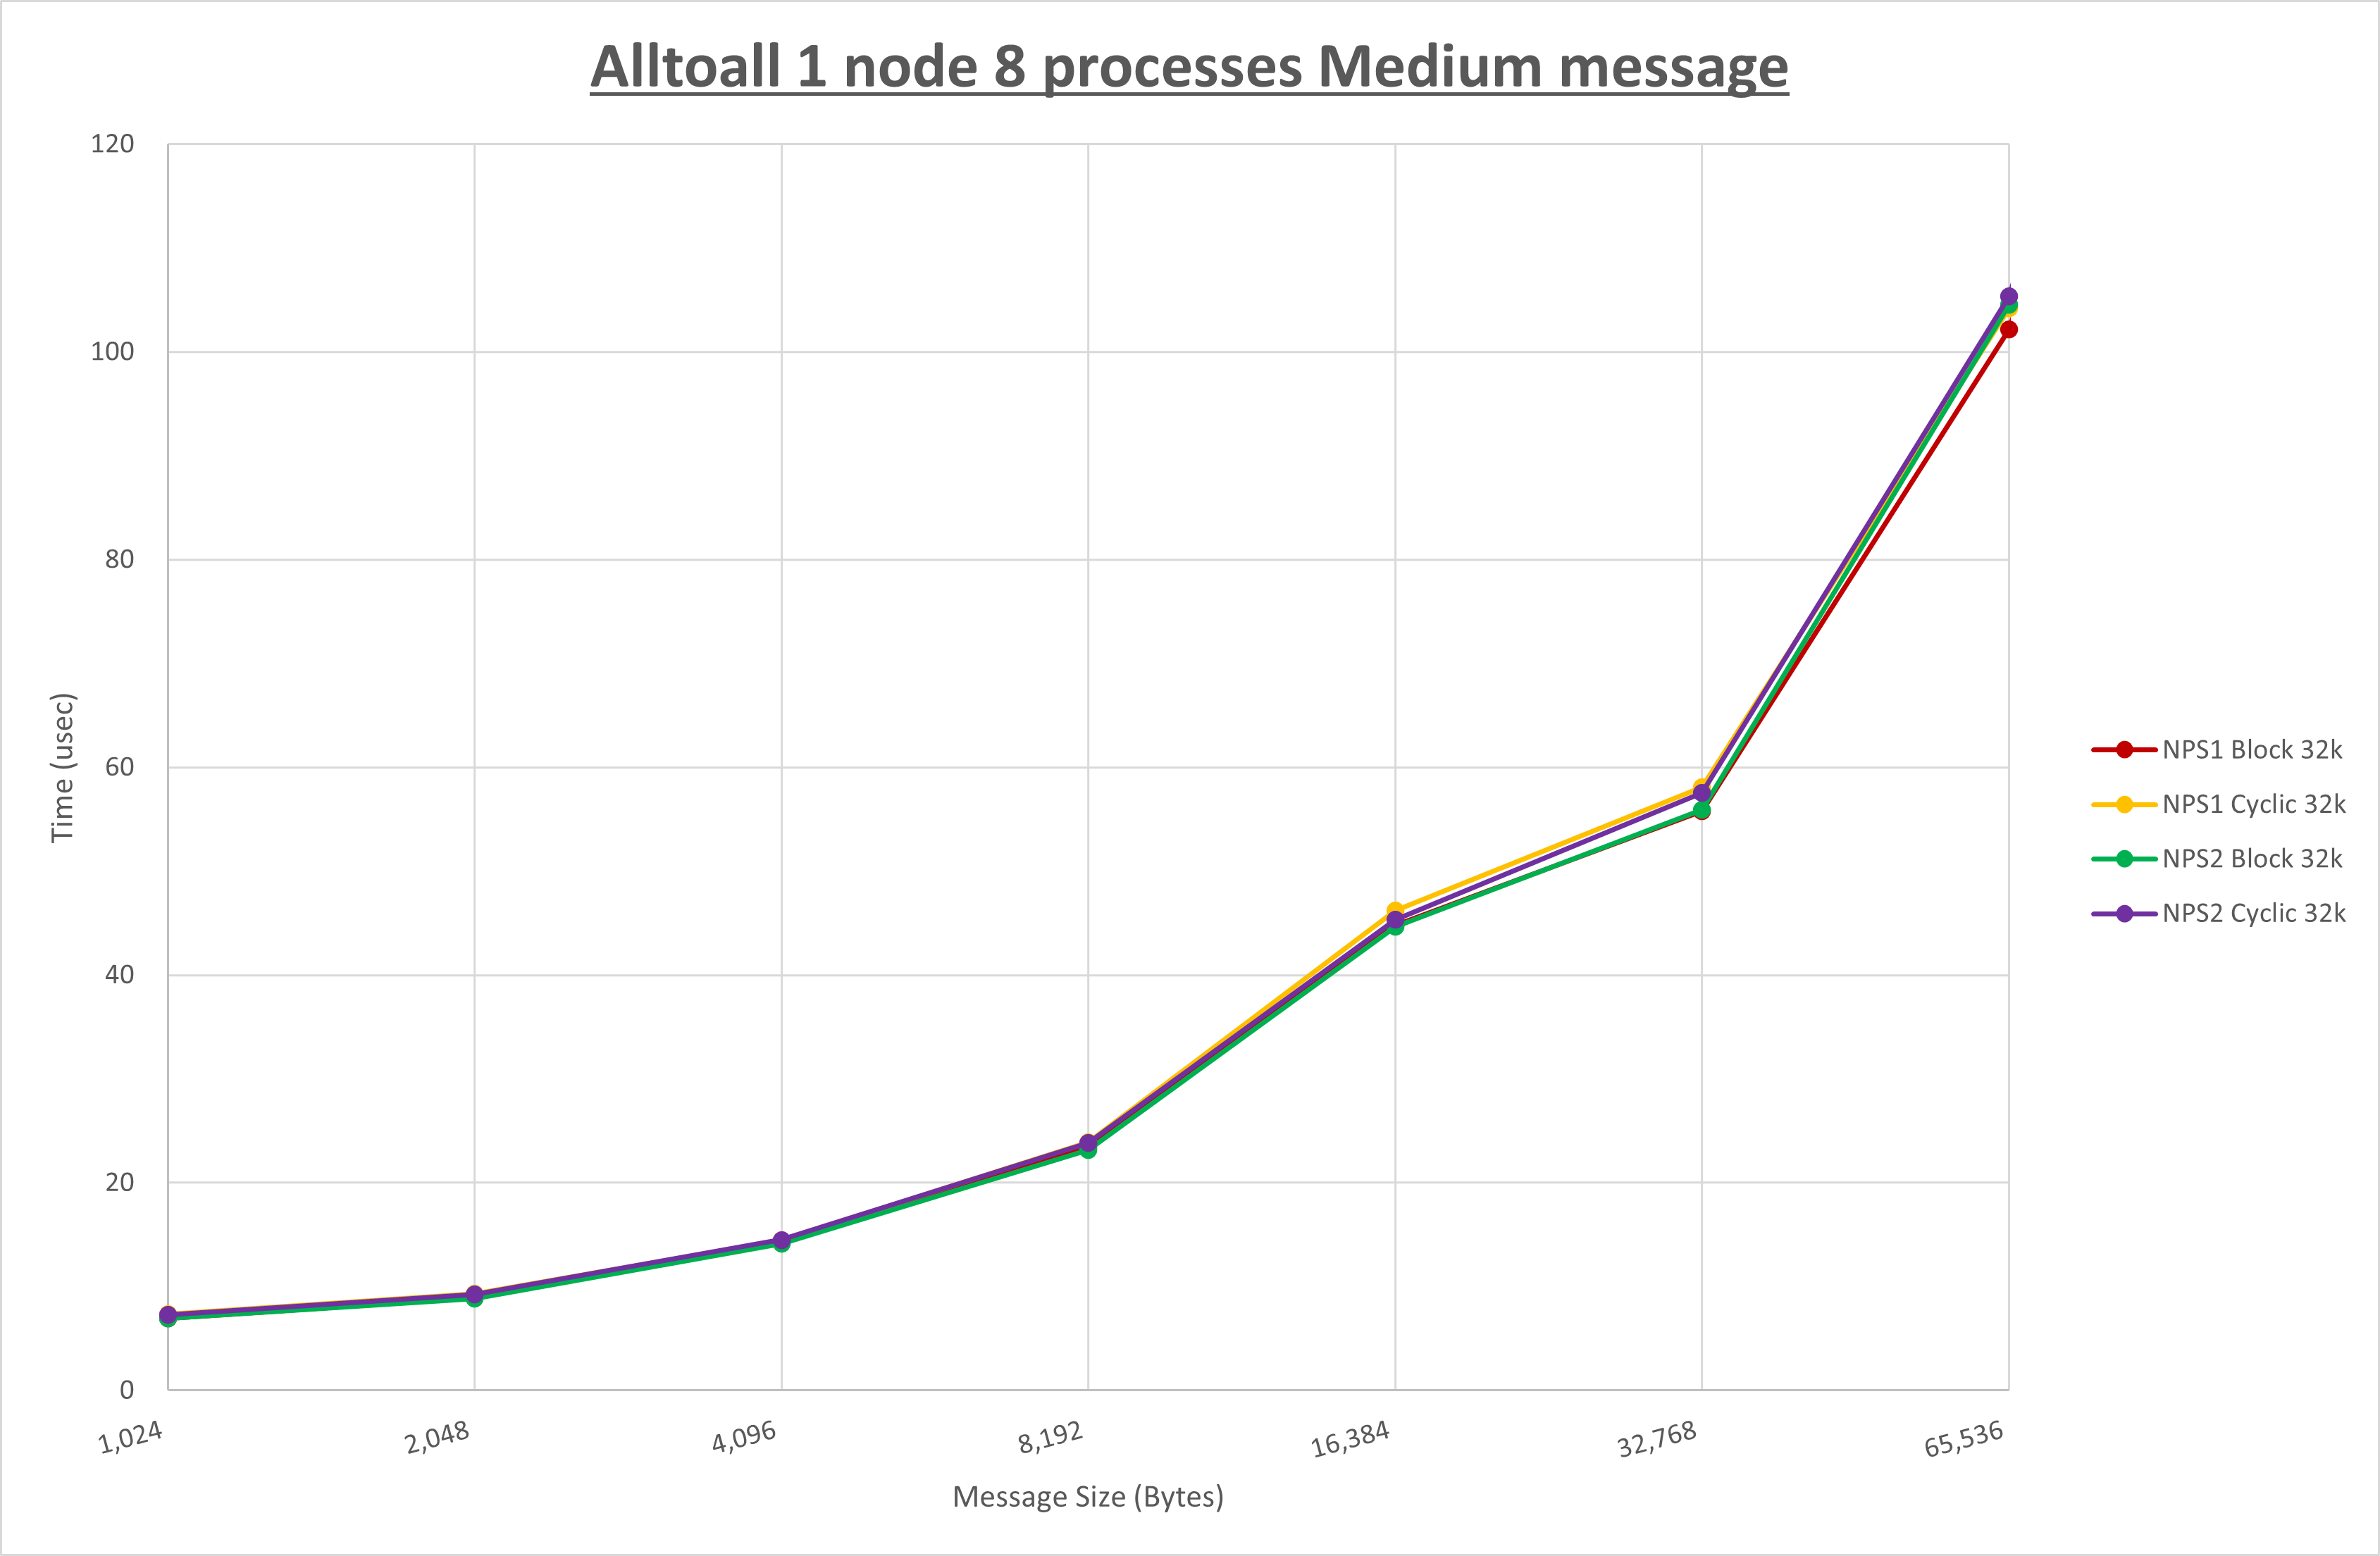 Alltoall 1 node 8 processes Medium message
120
100
80
60
40
20
0
Time (usec)
1,024
2,048
4,096
8,192
16,384
32,768
65,536
Message Size (Bytes)
NPS1 Block 32k
NPS1 Cyclic 32k
NPS2 Block 32k
NPS2 Cyclic 32k